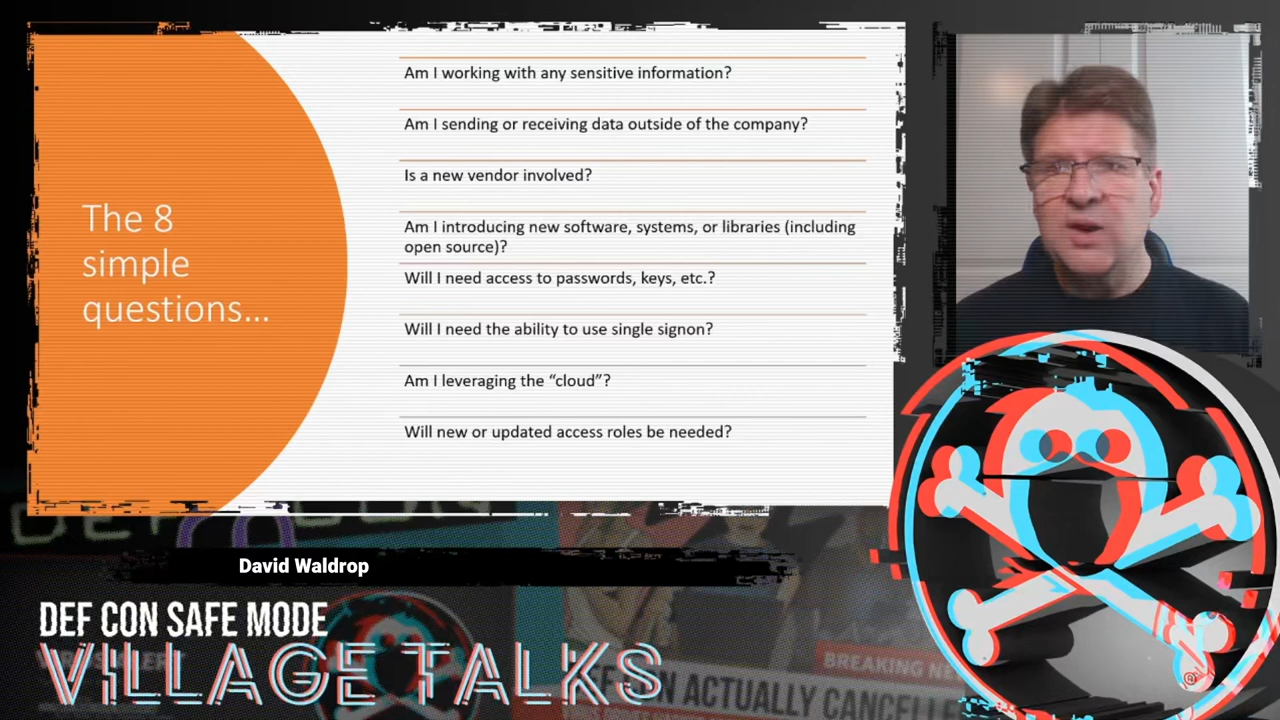 The 8
simple
questions...
Am I working with any sensitive information?
Am I sending or receiving data outside of the company?
Is a new vendor involved?
Am I introducing new software, systems, or libraries (including
open source)?
Will I need access to passwords, keys, etc.?
Will I need the ability to use single signon?
Am I leveraging the “cloud”?
Will new or updated access roles be needed?
David Waldrop
DEF CON SAFE MODE
VILLAGE TALKS
DEF CON
BREAKING NE
ACTUALLY CANCELLE